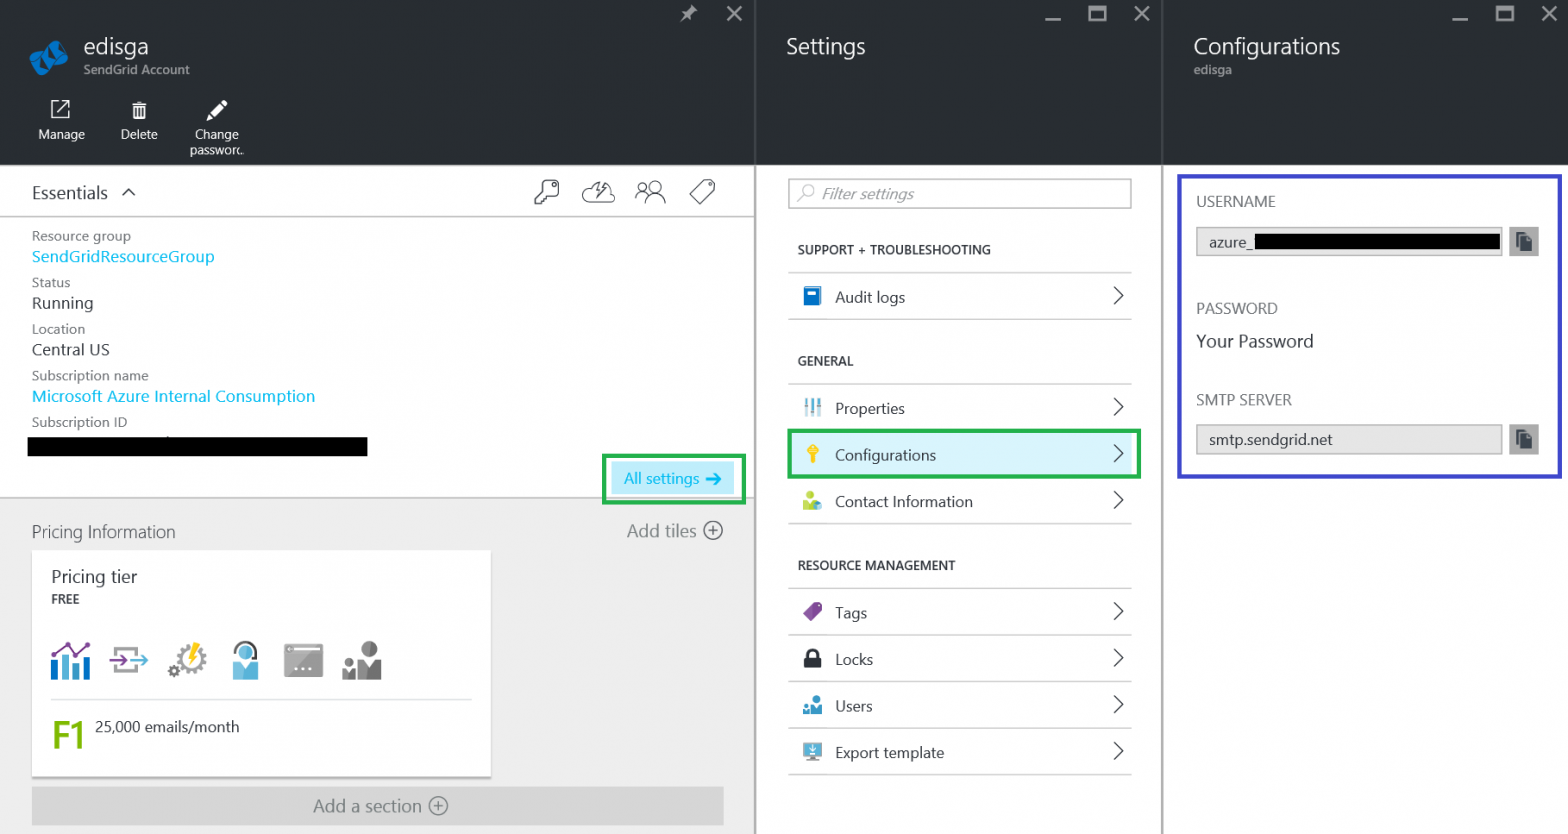 edisga
SendGrid Account
Manage
Delete
Change
passworc..
Essentials
Resource group
SendGridResourceGroup
Status
Running
Location
Central US
Subscription name
Microsoft Azure Internal Consumption
Subscription ID
All settings
Pricing Information
Add tiles
Pricing tier
FREE
F1 25,000 emails/month
Add a section
Settings
Filter settings
SUPPORT + TROUBLESHOOTING
Audit logs
GENERAL
Properties
Configurations
Contact Information
RESOURCE MANAGEMENT
Tags
Locks
Users
Export template
Configurations
edisga
USERNAME
azure_
PASSWORD
Your Password
SMTP SERVER
smtp.sendgrid.net